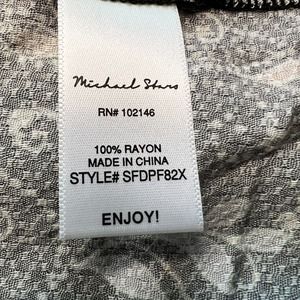 Michael Stars
RN# 102146
100% RAYON
MADE IN CHINA
STYLE# SFDPF82X
ENJOY!